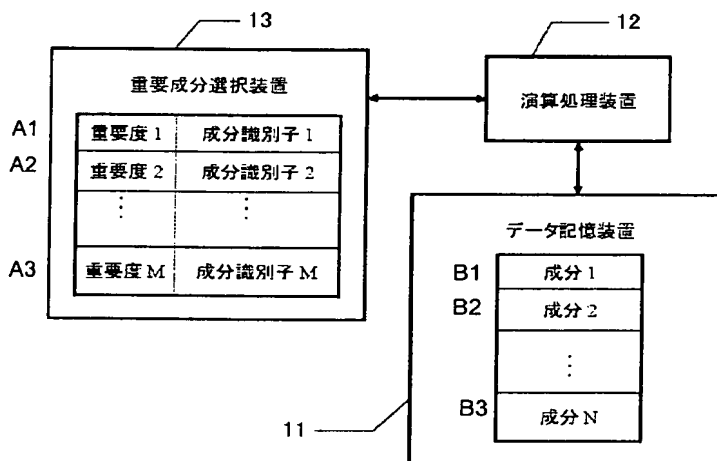 13
12
重要成分選択装置
演算処理装置
A1
重要度 1
成分識別子 1
A2
重要度 2
成分識別子 2
⋮
⋮
A3
重要度 M
成分識別子 M
データ記憶装置
B1
成分 1
B2
成分 2
⋮
B3
成分 N
11